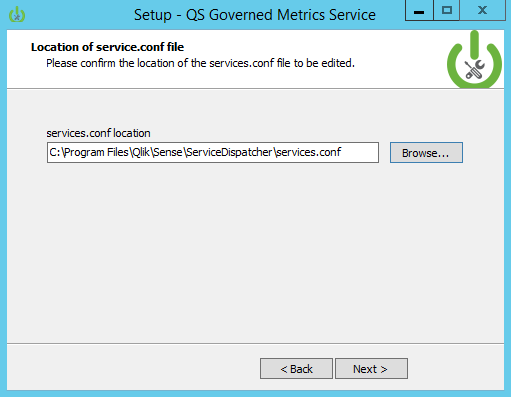 Setup - QS Governed Metrics Service
Location of service.conf file
Please confirm the location of the services.conf file to be edited.
services.conf location
C:\Program Files\Qlik\Sense\ServiceDispatcher\services.conf
Browse...
< Back
Next >